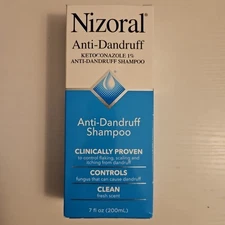 Nizoral®
Anti-Dandruff
KETOCONAZOLE 1%
ANTI-DANDRUFF SHAMPOO
Anti-Dandruff
Shampoo
CLINICALLY PROVEN
to control flaking, scaling and
itching from dandruff
CONTROLS
fungus that can cause dandruff
CLEAN
fresh scent
7 fl oz (200mL)